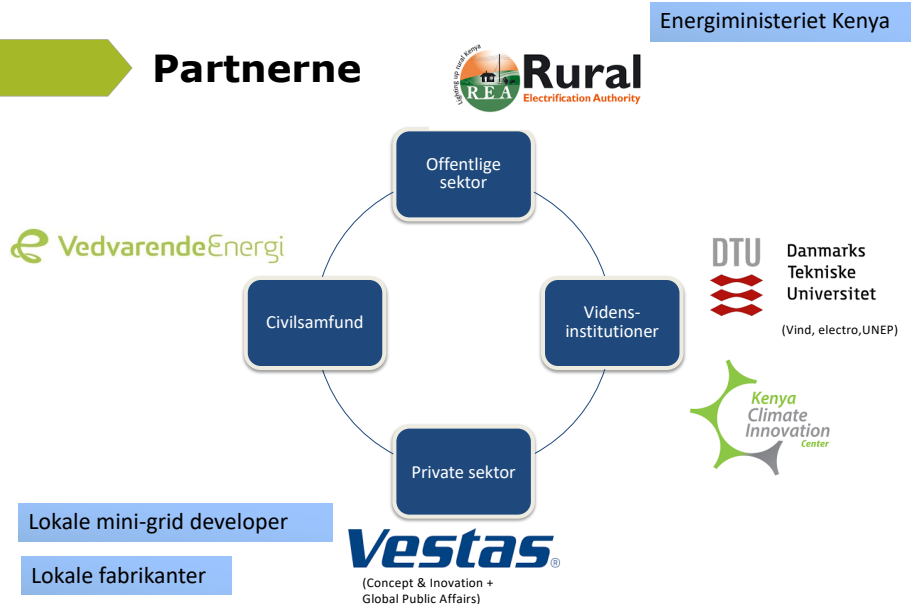 Energiministeriet Kenya
Partnerne
Lighting up rural Kenya
REA
Rural
Electrification Authority
Offentlige
sektor
VedvarendeEnergi
DTU
Danmarks
Tekniske
Universitet
(Vind, electro,UNEP)
Civilsamfund
Videns-
institutioner
Kenya
Climate
Innovation
Center
Private sektor
Lokale mini-grid developer
Vestas®
Lokale fabrikanter
(Concept & Inovation +
Global Public Affairs)